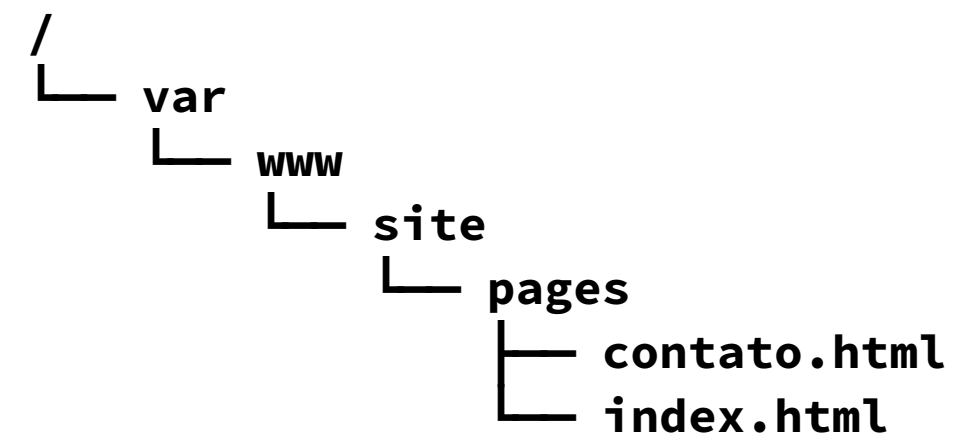 /
└── var
└── www
└── site
└── pages
├── contato.html
└── index.html